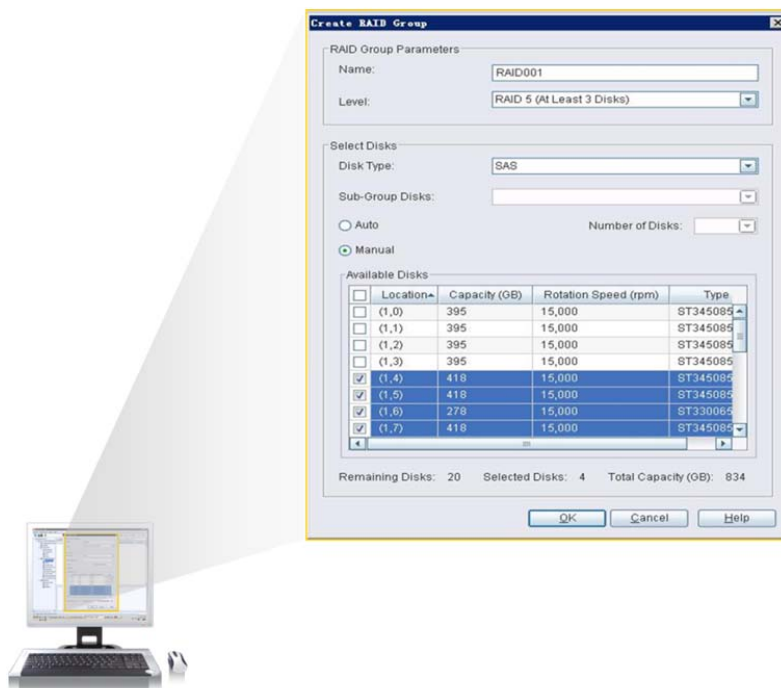 Create RAID Group
RAID Group Parameters
Name: RAID001
Level: RAID 5 (At Least 3 Disks)
Select Disks
Disk Type: SAS
Sub-Group Disks:
Auto Number of Disks:
Manual
Available Disks
Location Capacity (GB) Rotation Speed (rpm) Type
(1,0) 395 15,000 ST345085
(1,1) 395 15,000 ST345085
(1,2) 395 15,000 ST345085
(1,3) 395 15,000 ST345085
(1,4) 418 15,000 ST345085
(1,5) 418 15,000 ST345085
(1,6) 278 15,000 ST330065
(1,7) 418 15,000 ST345085
Remaining Disks: 20 Selected Disks: 4 Total Capacity (GB): 834
OK Cancel Help